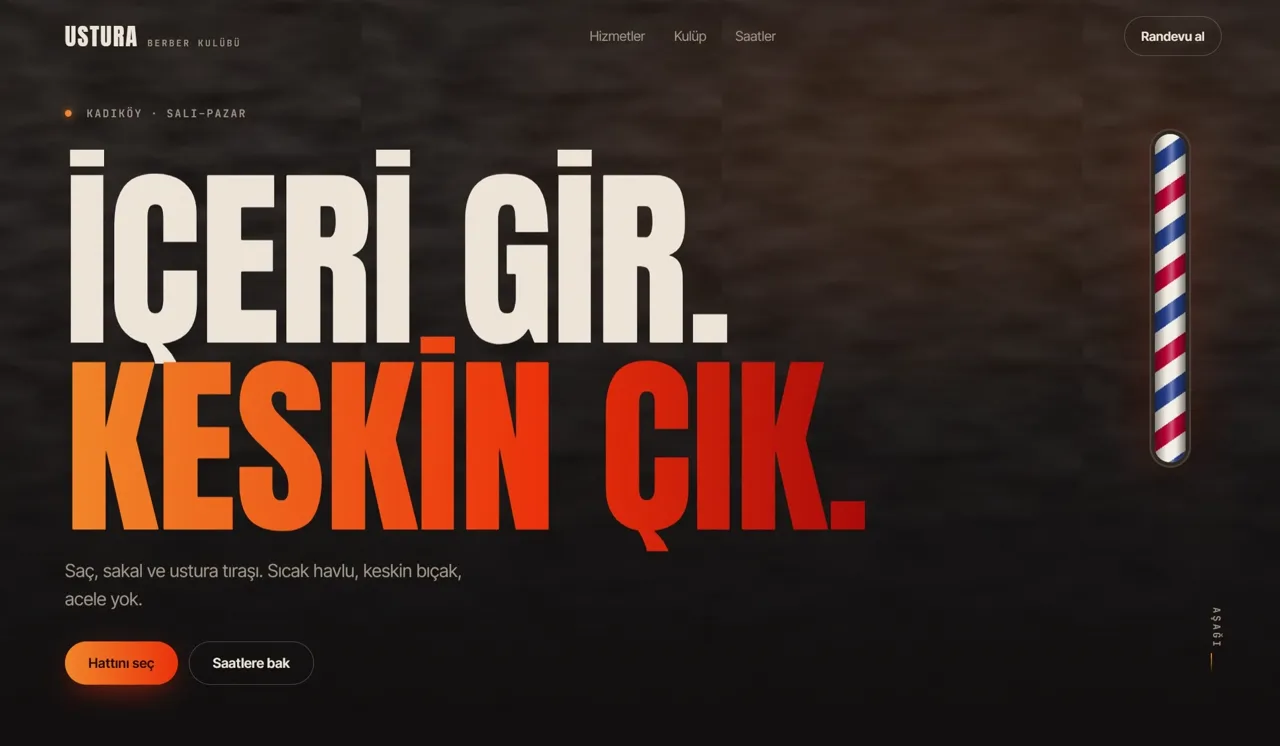 USTURA BERBER KULÜBÜ
Hizmetler Kulüp Saatler
Randevu al
KADIKÖY · SALI–PAZAR
İÇERİ GİR.
KESKİN ÇIK.
Saç, sakal ve ustura tıraşı. Sıcak havlu, keskin bıçak,
acele yok.
Hattını seç
Saatlere bak
AŞAĞI